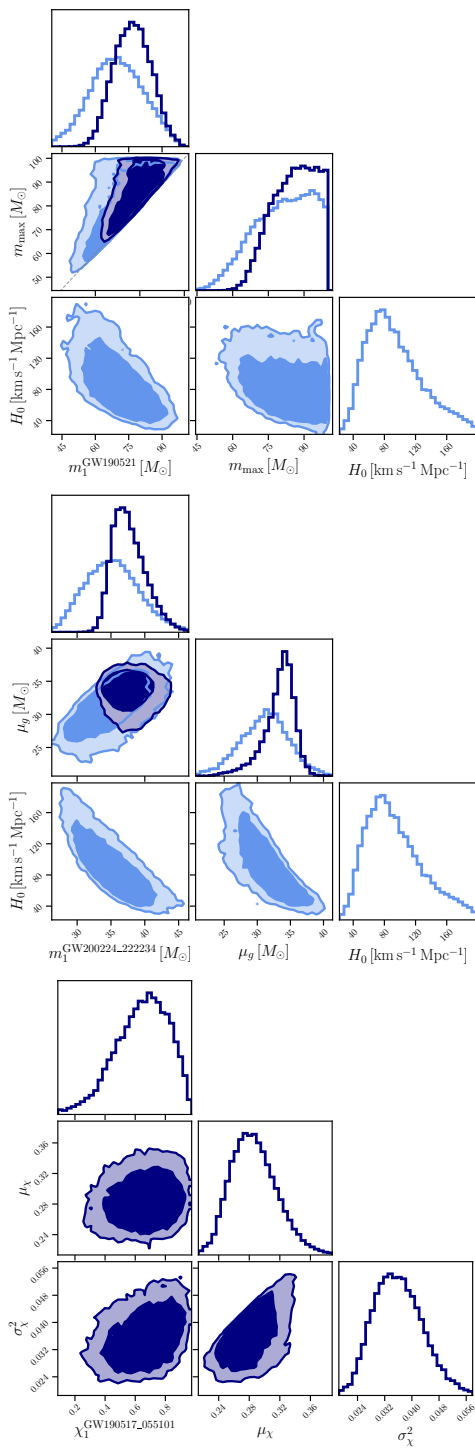 100
90
80
70
60
50
m_max [M_⊙]
160
120
80
40
H_0 [km s^−1 Mpc^−1]
45 60 75 90
45 60 75 90
40 80 120 160
m_1^GW190521 [M_⊙]
m_max [M_⊙]
H_0 [km s^−1 Mpc^−1]
40
35
30
25
μ_g [M_⊙]
160
120
80
40
H_0 [km s^−1 Mpc^−1]
30 35 40 45
25 30 35 40
40 80 120 160
m_1^GW200224_222234 [M_⊙]
μ_g [M_⊙]
H_0 [km s^−1 Mpc^−1]
0.36
0.32
0.28
0.24
μ_χ
0.056
0.048
0.040
0.032
0.024
σ_χ^2
0.2 0.4 0.6 0.8
0.24 0.28 0.32 0.36
0.024 0.032 0.040 0.048 0.056
χ_1^GW190517_055101
μ_χ
σ_χ^2